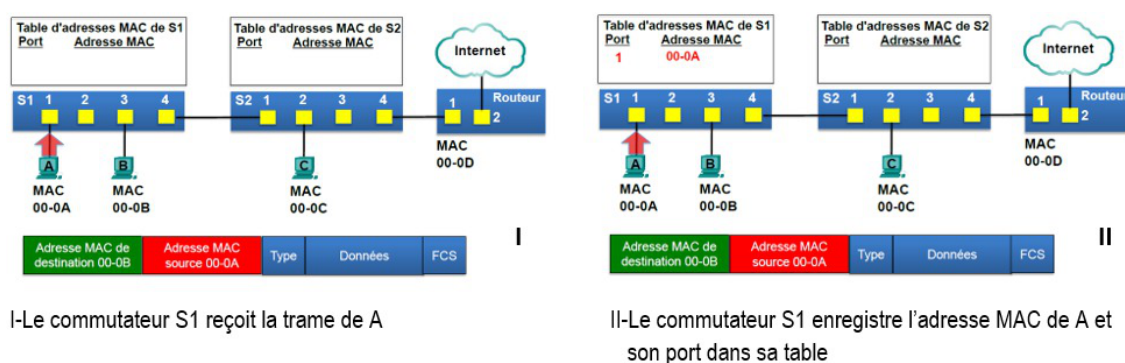 Table d'adresses MAC de S1
Port Adresse MAC
Table d'adresses MAC de S2
Port Adresse MAC
Internet
S1 1 2 3 4
S2 1 2 3 4
Routeur
1 2
A
B
C
MAC
00-0A
MAC
00-0B
MAC
00-0C
MAC
00-0D
Adresse MAC de destination 00-0B
Adresse MAC source 00-0A
Type
Données
FCS
I
I-Le commutateur S1 reçoit la trame de A
Table d'adresses MAC de S1
Port Adresse MAC
1 00-0A
Table d'adresses MAC de S2
Port Adresse MAC
Internet
S1 1 2 3 4
S2 1 2 3 4
Routeur
1 2
A
B
C
MAC
00-0A
MAC
00-0B
MAC
00-0C
MAC
00-0D
Adresse MAC de destination 00-0B
Adresse MAC source 00-0A
Type
Données
FCS
II
II-Le commutateur S1 enregistre l'adresse MAC de A et
son port dans sa table